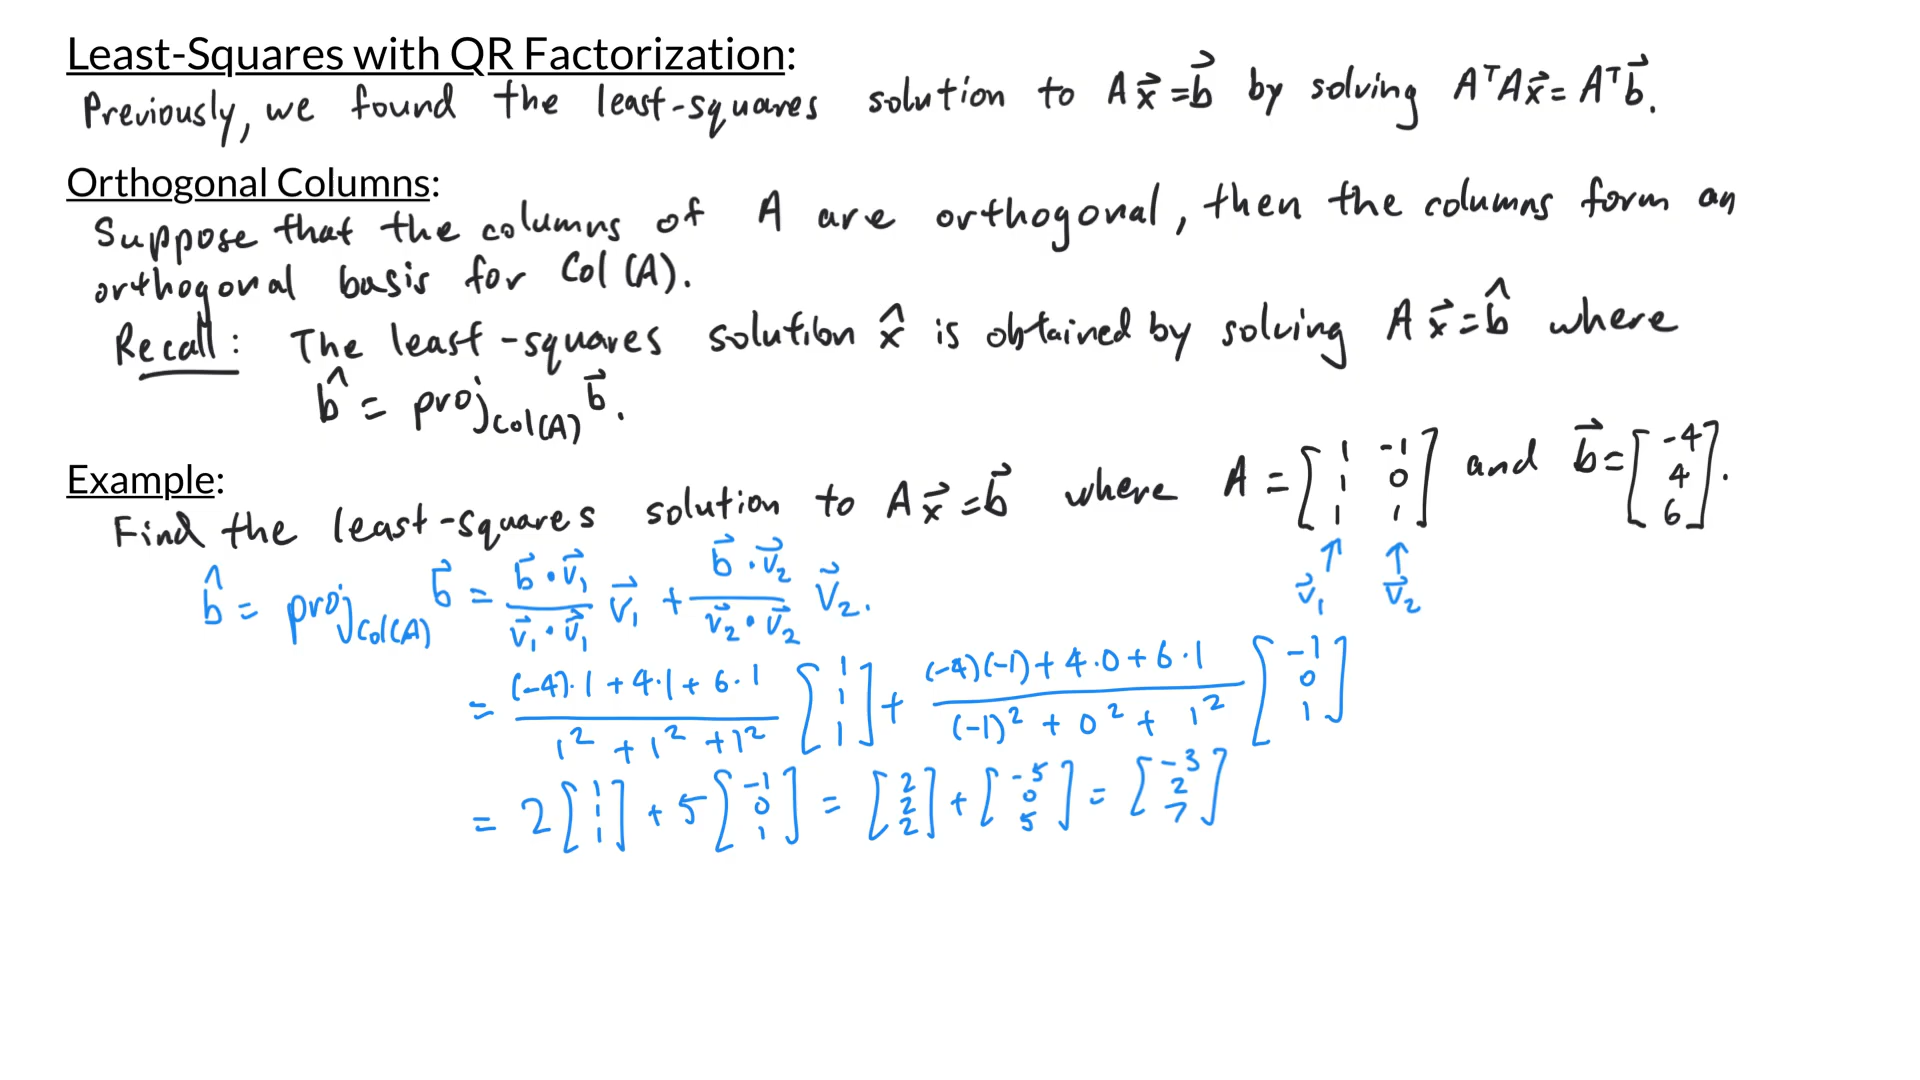 Least-Squares with QR Factorization:
Previously, we found the least-squares solution to A x⃗ = b⃗ by solving AᵀA x⃗ = Aᵀ b⃗.
Orthogonal Columns:
Suppose that the columns of A are orthogonal, then the columns form an
orthogonal basis for Col(A).
Recall: The least-squares solution x̂ is obtained by solving A x⃗ = b̂ where
b̂ = proj_Col(A) b⃗.
Example:
Find the least-squares solution to A x⃗ = b⃗ where A = [1 -1; 1 0; 1 1] and b⃗ = [-4; 4; 6].
↑ v⃗₁ ↑ v⃗₂
b̂ = proj_Col(A) b⃗ = (b⃗·v⃗₁)/(v⃗₁·v⃗₁) v⃗₁ + (b⃗·v⃗₂)/(v⃗₂·v⃗₂) v⃗₂.
= ((-4)·1 + 4·1 + 6·1)/(1² + 1² + 1²) [1; 1; 1] + ((-4)(-1) + 4·0 + 6·1)/((-1)² + 0² + 1²) [-1; 0; 1]
= 2 [1; 1; 1] + 5 [-1; 0; 1] = [2; 2; 2] + [-5; 0; 5] = [-3; 2; 7]